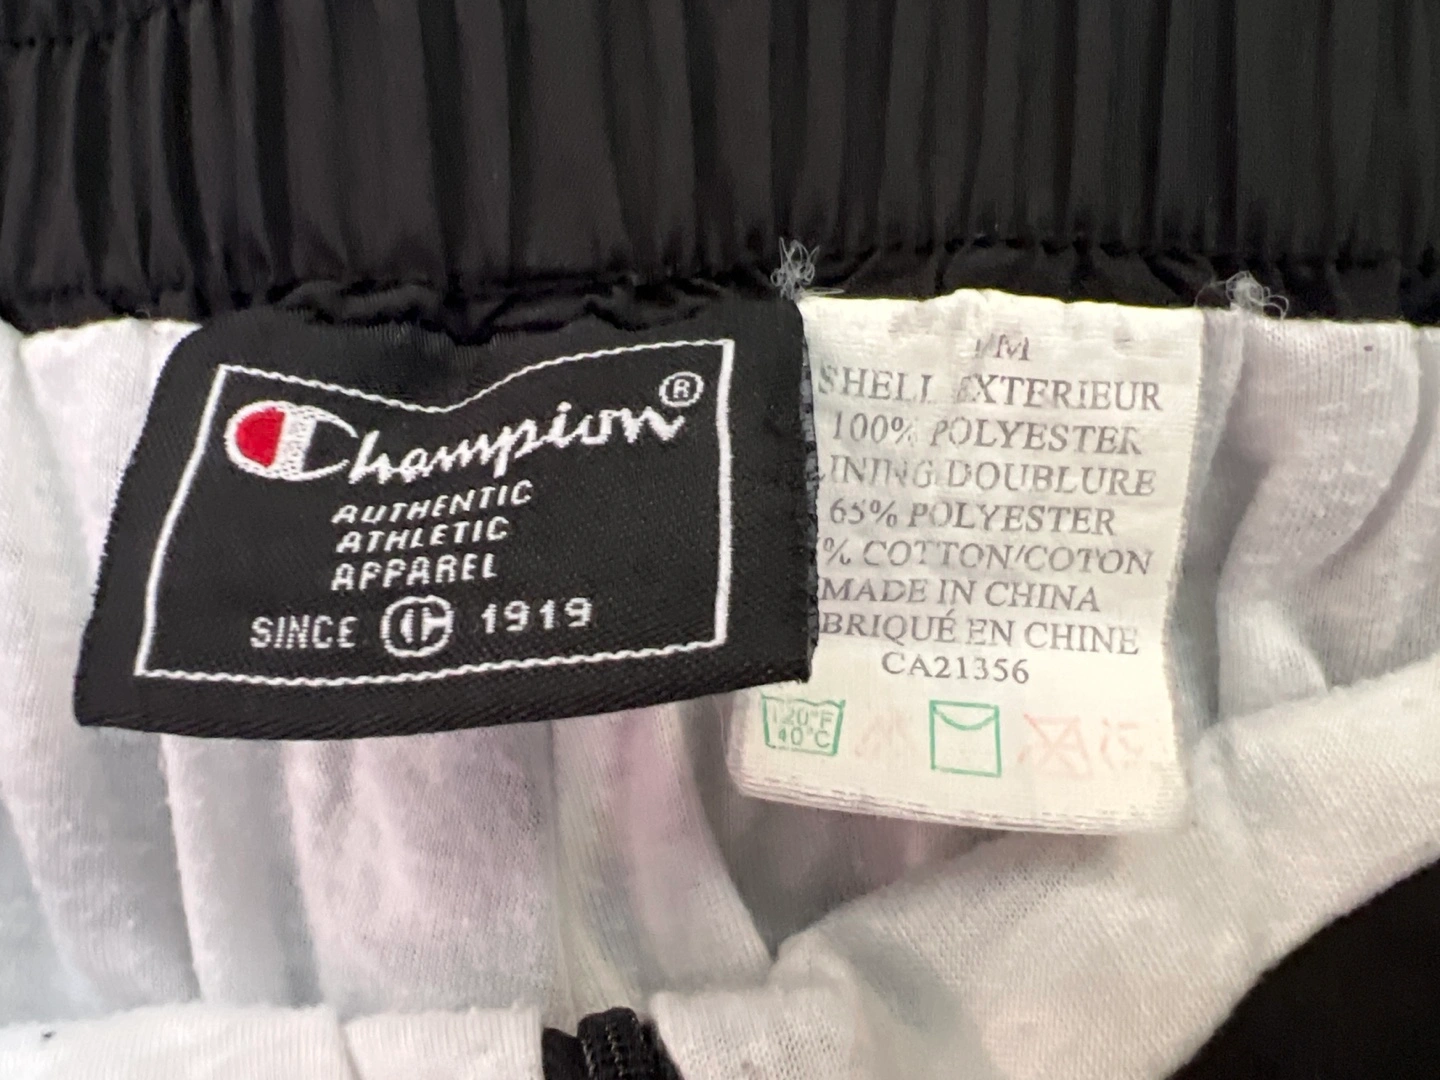 Champion®
AUTHENTIC
ATHLETIC
APPAREL
SINCE 1919
M
SHELL EXTERIEUR
100% POLYESTER
INING DOUBLURE
65% POLYESTER
% COTTON/COTON
MADE IN CHINA
BRIQUÉ EN CHINE
CA21356
120°F
40°C